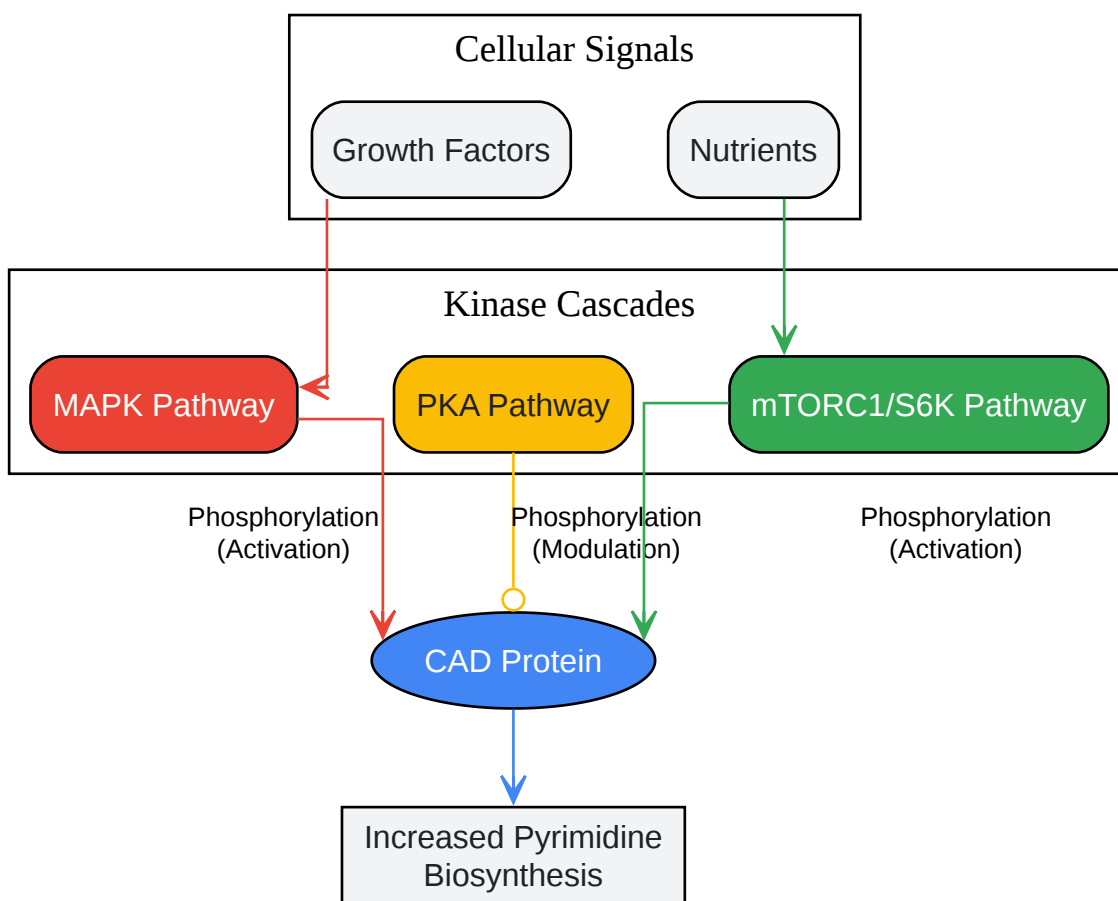 Cellular Signals
Growth Factors
Nutrients
Kinase Cascades
MAPK Pathway
PKA Pathway
mTORC1/S6K Pathway
Phosphorylation
(Activation)
Phosphorylation
(Modulation)
Phosphorylation
(Activation)
CAD Protein
Increased Pyrimidine
Biosynthesis